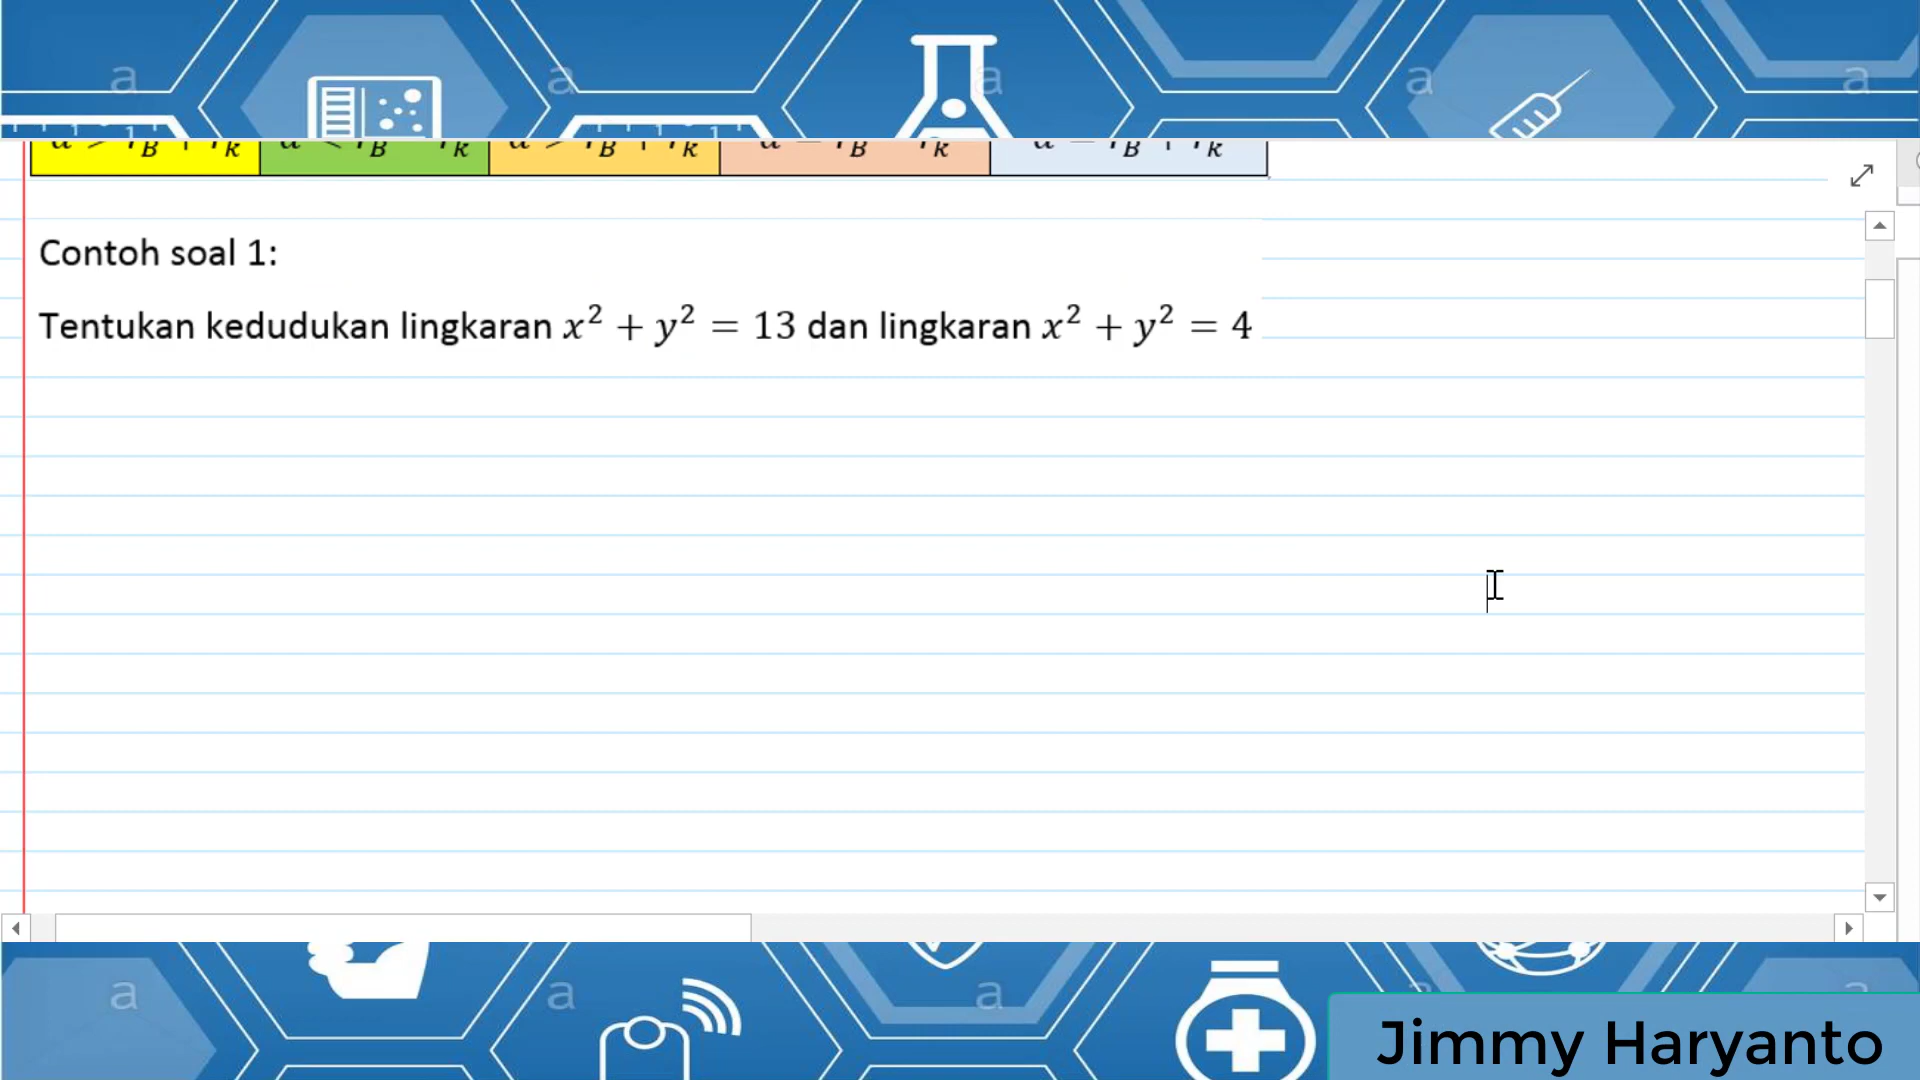 Contoh soal 1:
Tentukan kedudukan lingkaran x² + y² = 13 dan lingkaran x² + y² = 4
a a a a a
a a a a a
Jimmy Haryanto